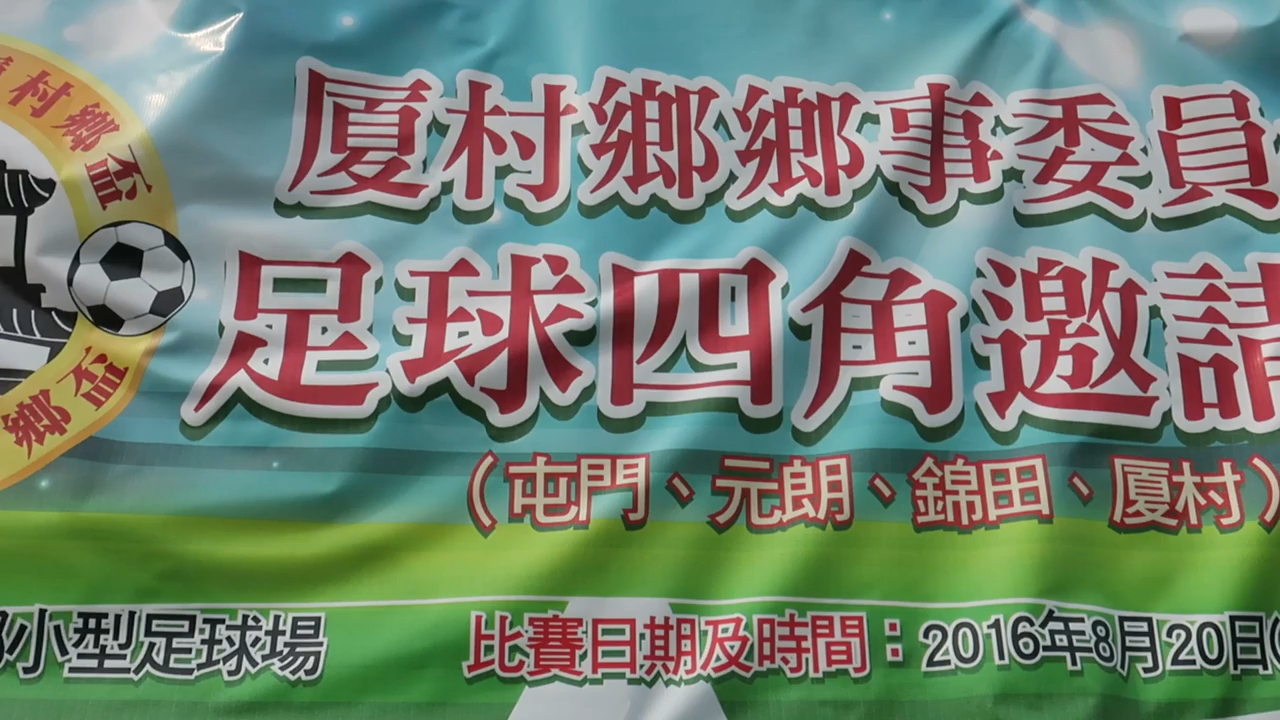 村鄉盃
鄉盃
厦村鄉鄉事委員
足球四角邀請
（屯門、元朗、錦田、厦村）
小型足球場
比賽日期及時間：2016年8月20日(